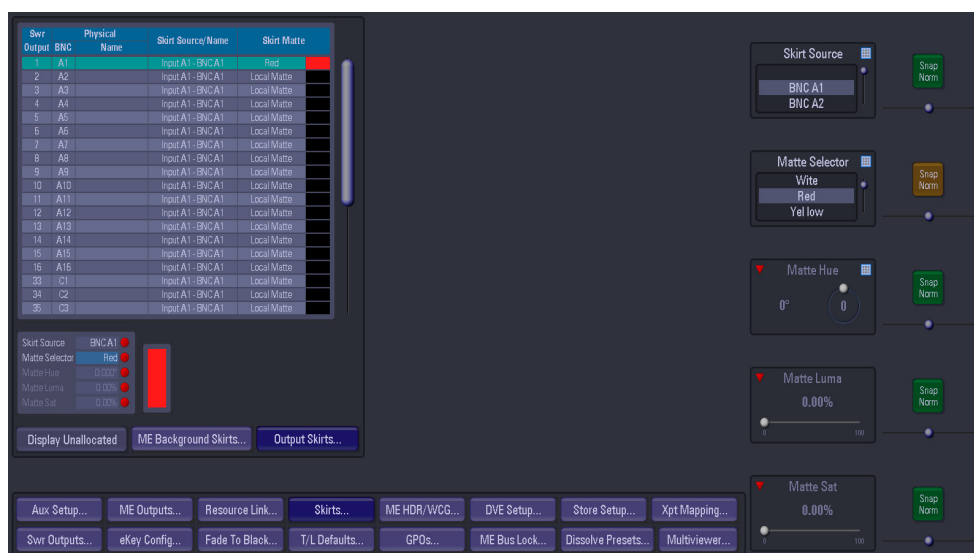 Swr Output BNC Physical Name Skirt Source/Name Skirt Matte
1 A1 Input A1 - BNC A1 Red
2 A2 Input A1 - BNC A1 Local Matte
3 A3 Input A1 - BNC A1 Local Matte
4 A4 Input A1 - BNC A1 Local Matte
5 A5 Input A1 - BNC A1 Local Matte
6 A6 Input A1 - BNC A1 Local Matte
7 A7 Input A1 - BNC A1 Local Matte
8 A8 Input A1 - BNC A1 Local Matte
9 A9 Input A1 - BNC A1 Local Matte
10 A10 Input A1 - BNC A1 Local Matte
11 A11 Input A1 - BNC A1 Local Matte
12 A12 Input A1 - BNC A1 Local Matte
13 A13 Input A1 - BNC A1 Local Matte
14 A14 Input A1 - BNC A1 Local Matte
15 A15 Input A1 - BNC A1 Local Matte
16 A16 Input A1 - BNC A1 Local Matte
33 C1 Input A1 - BNC A1 Local Matte
34 C2 Input A1 - BNC A1 Local Matte
35 C3 Input A1 - BNC A1 Local Matte
Skirt Source BNC A1
Matte Selector Red
Matte Hue 0.000°
Matte Luma 0.00%
Matte Sat 0.00%
Display Unallocated ME Background Skirts... Output Skirts...
Skirt Source
BNC A1
BNC A2
Snap Norm
Matte Selector
Wite
Red
Yellow
Snap Norm
Matte Hue
0° 0
Snap Norm
Matte Luma
0.00%
0 100
Snap Norm
Matte Sat
0.00%
0 100
Snap Norm
Aux Setup... ME Outputs... Resource Link... Skirts... ME HDR/WCG... DVE Setup... Store Setup... Xpt Mapping...
Swr Outputs... eKey Config... Fade To Black... T/L Defaults... GPOs... ME Bus Lock... Dissolve Presets... Multiviewer...